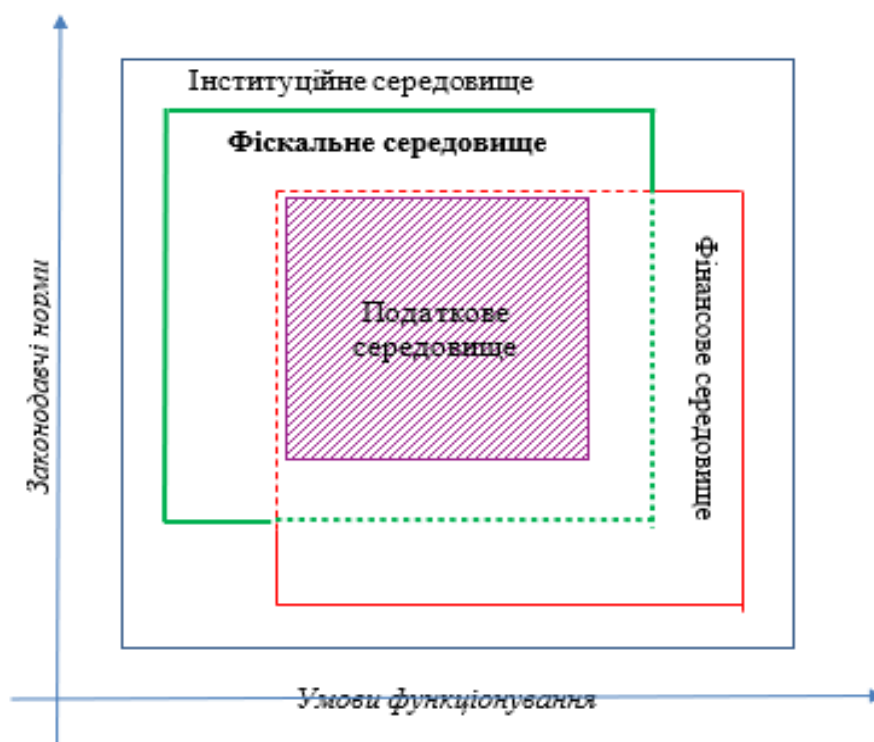 Інституційне середовище
Фіскальне середовище
Податкове
середовище
Фінансове середовище
Законодавчі норми
Умови функціонування